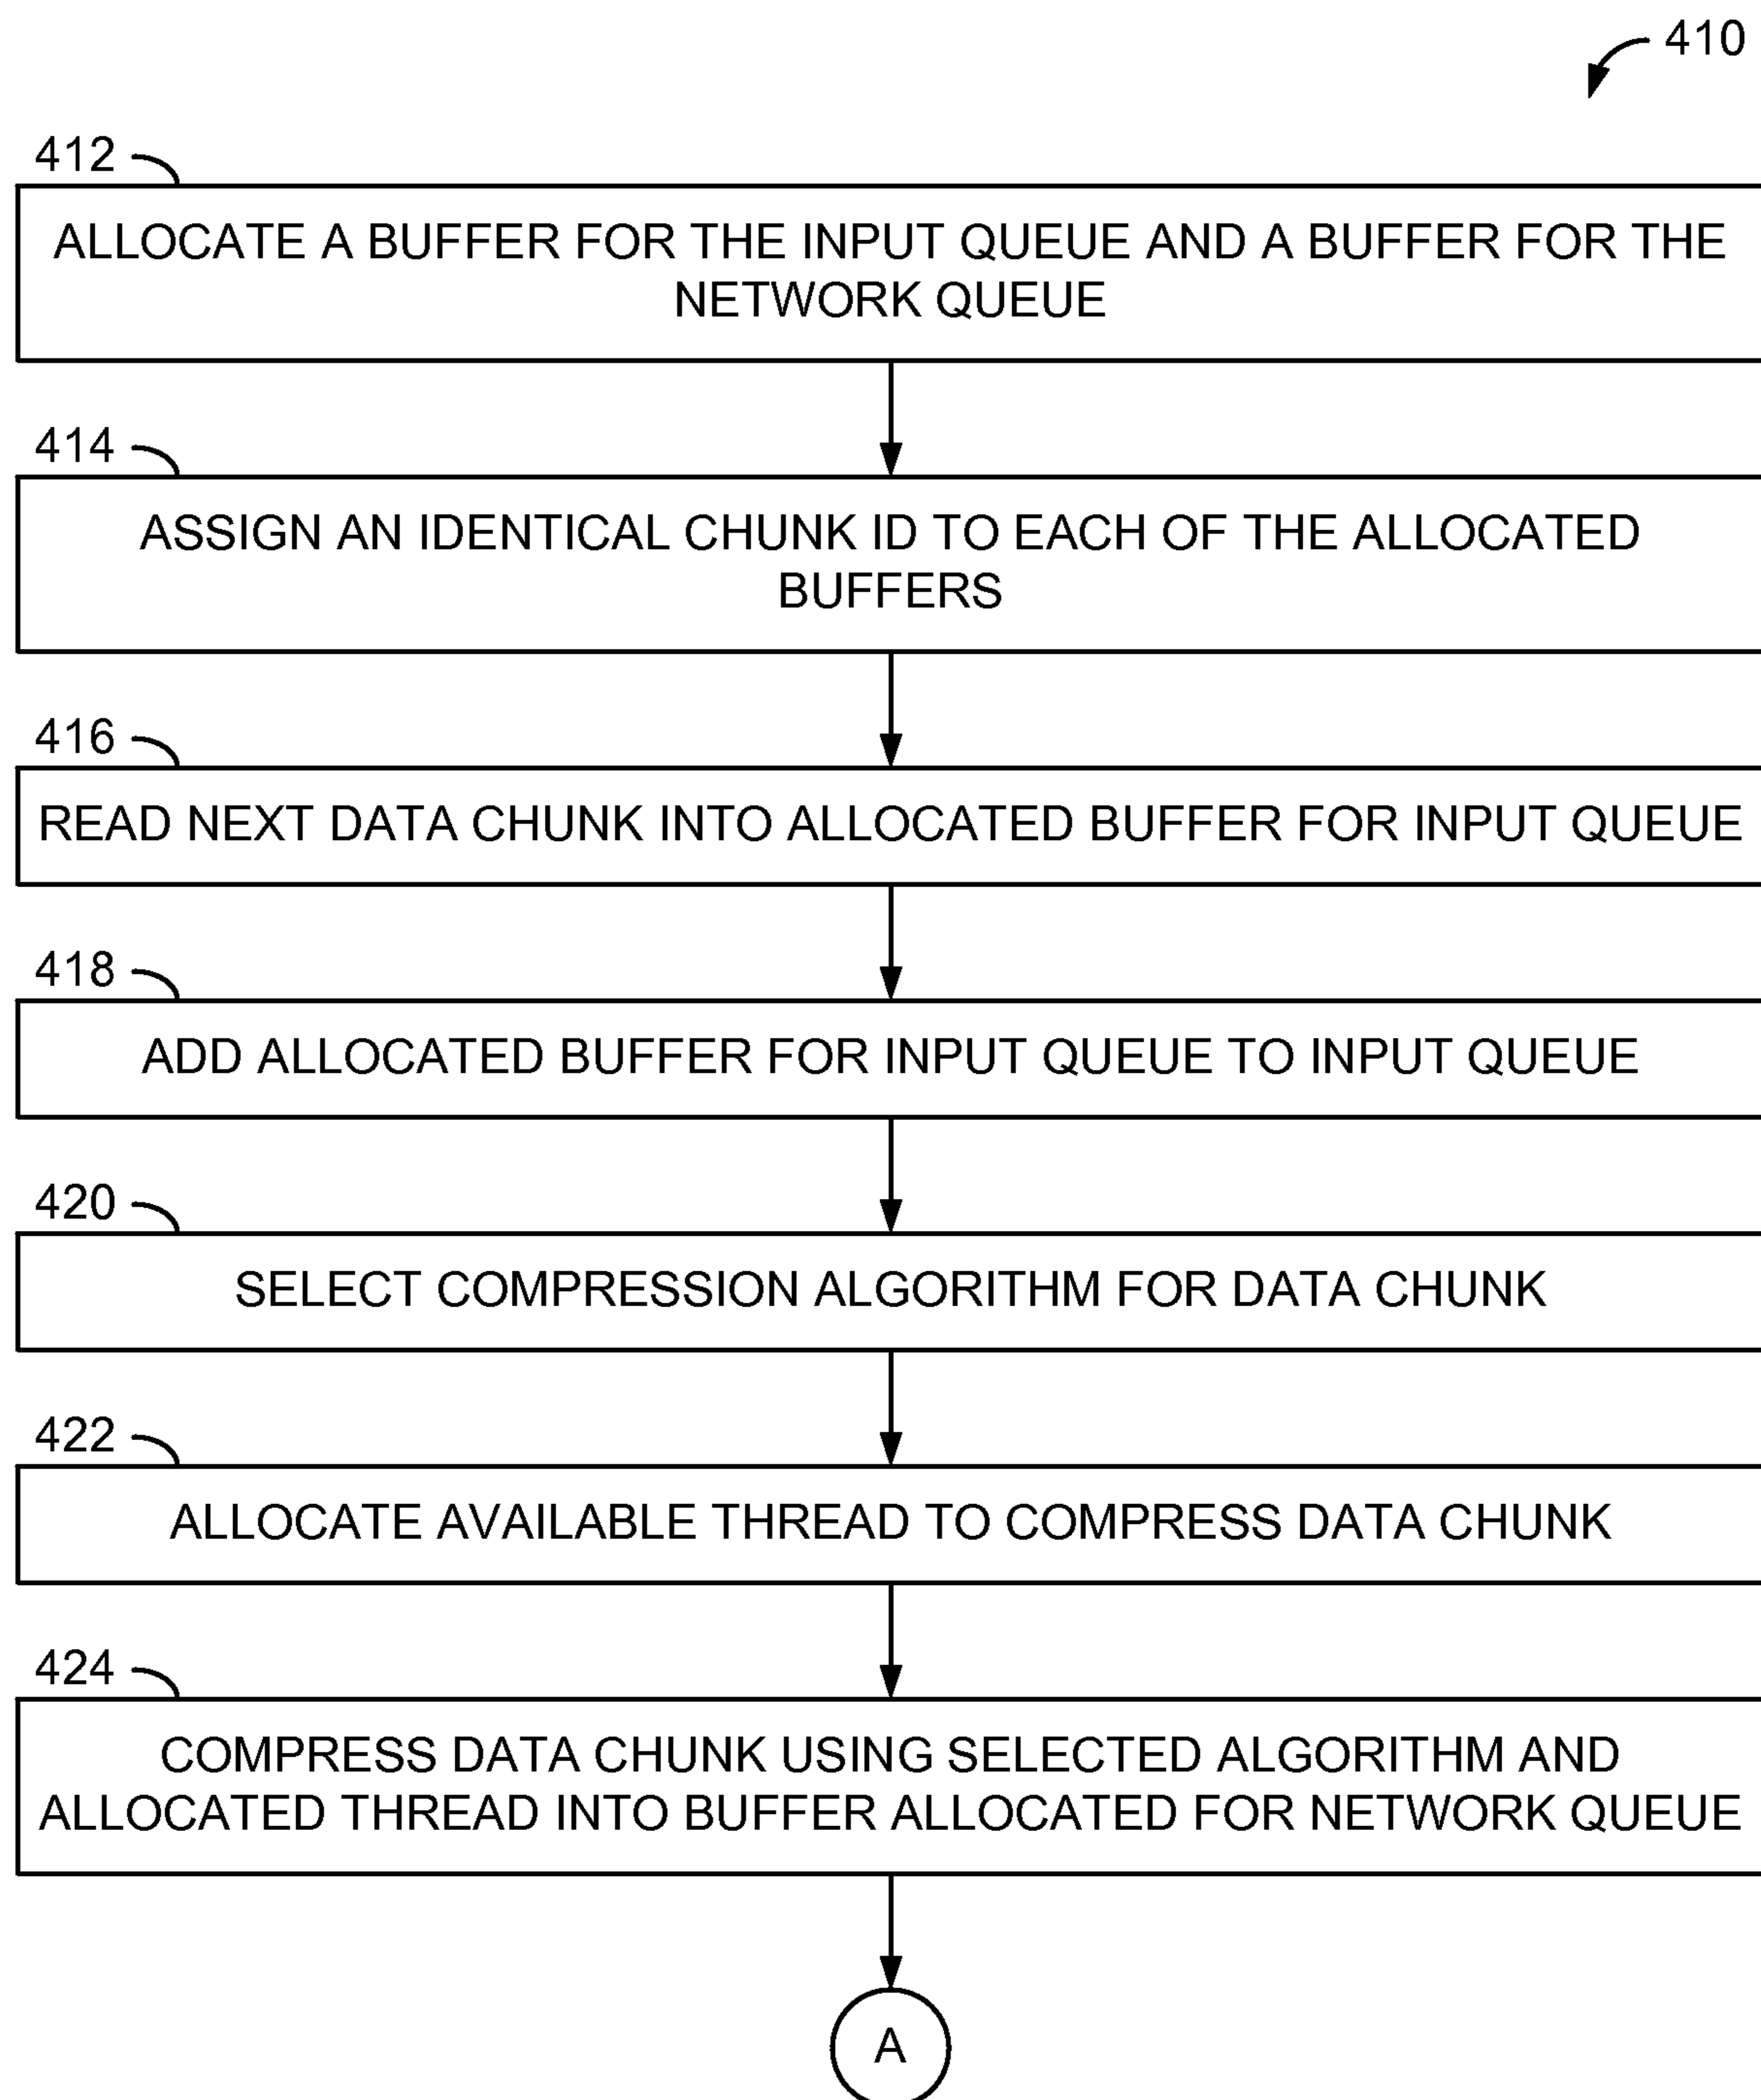 410
412
ALLOCATE A BUFFER FOR THE INPUT QUEUE AND A BUFFER FOR THE
NETWORK QUEUE
414
ASSIGN AN IDENTICAL CHUNK ID TO EACH OF THE ALLOCATED
BUFFERS
416
READ NEXT DATA CHUNK INTO ALLOCATED BUFFER FOR INPUT QUEUE
418
ADD ALLOCATED BUFFER FOR INPUT QUEUE TO INPUT QUEUE
420
SELECT COMPRESSION ALGORITHM FOR DATA CHUNK
422
ALLOCATE AVAILABLE THREAD TO COMPRESS DATA CHUNK
424
COMPRESS DATA CHUNK USING SELECTED ALGORITHM AND
ALLOCATED THREAD INTO BUFFER ALLOCATED FOR NETWORK QUEUE
A